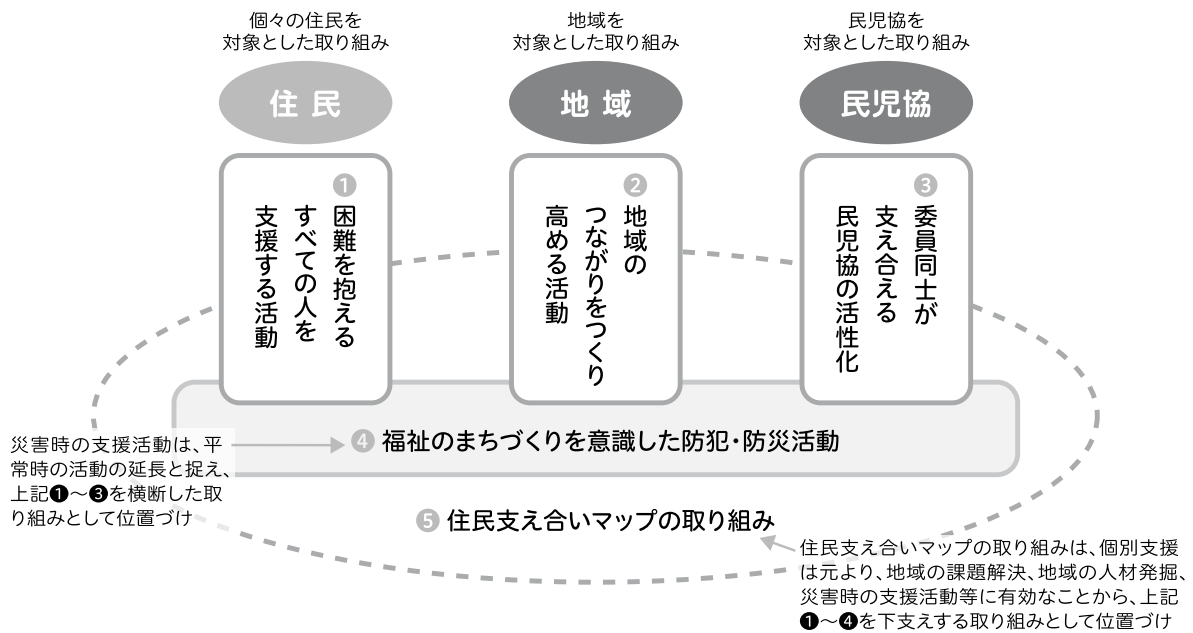 個々の住民を
対象とした取り組み
住民
❶
困難を抱える
すべての人を
支援する活動
地域を
対象とした取り組み
地域
❷
地域の
つながりをつくり
高める活動
民児協を
対象とした取り組み
民児協
❸
委員同士が
支え合える
民児協の活性化
❹ 福祉のまちづくりを意識した防犯・防災活動
災害時の支援活動は、平
常時の活動の延長と捉え、
上記❶〜❸を横断した取
り組みとして位置づけ
❺ 住民支え合いマップの取り組み
住民支え合いマップの取り組みは、個別支援
は元より、地域の課題解決、地域の人材発掘、
災害時の支援活動等に有効なことから、上記
❶〜❹を下支えする取り組みとして位置づけ